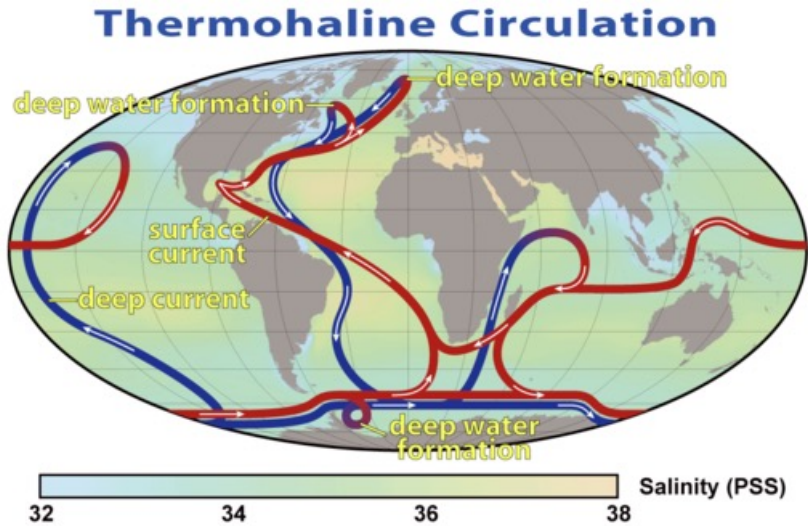 Thermohaline Circulation
deep water formation
deep water formation
surface
current
deep current
deep water
formation
Salinity (PSS)
32 34 36 38